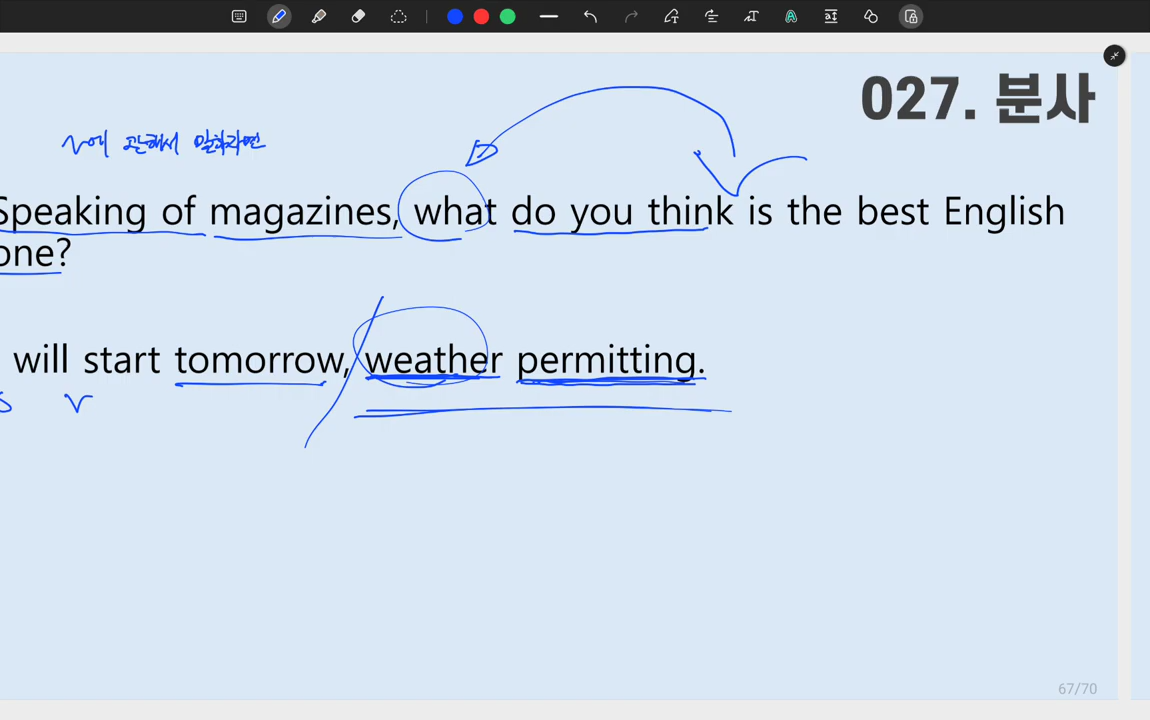 027. 분사
~에 관해서 말하자면
Speaking of magazines, what do you think is the best English
one?
will start tomorrow, weather permitting.
S V
67/70